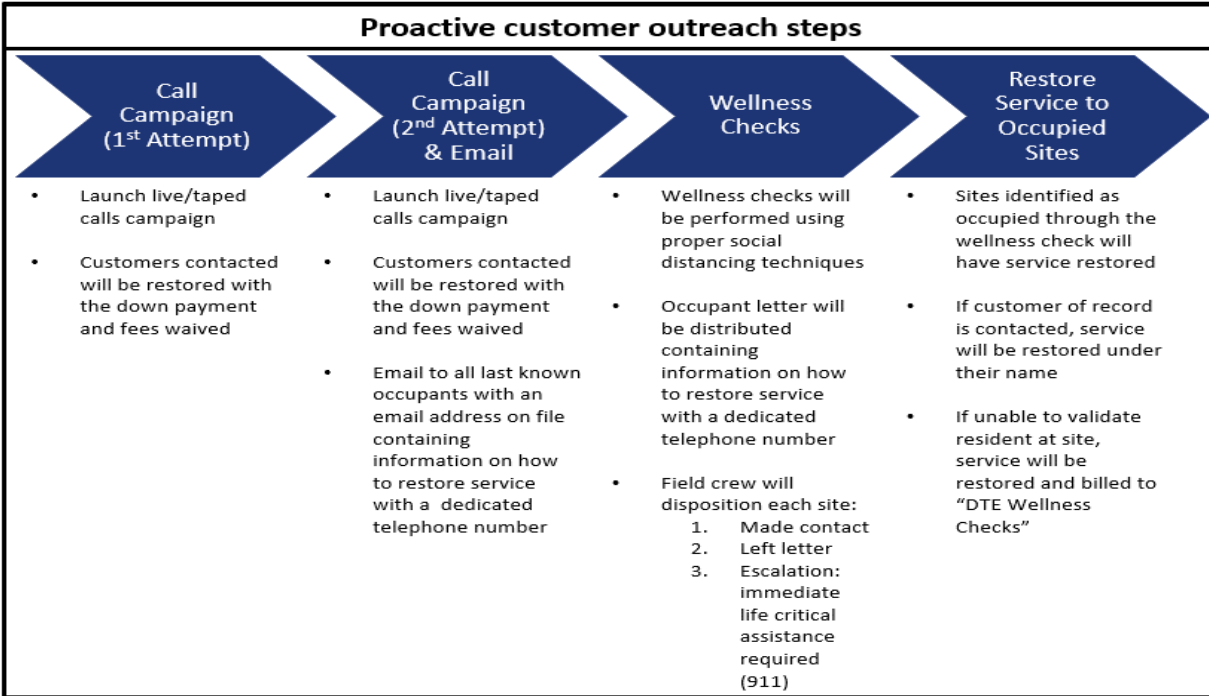 Proactive customer outreach steps
Call
Campaign
(1st Attempt)
Call
Campaign
(2nd Attempt)
& Email
Wellness
Checks
Restore
Service to
Occupied
Sites
• Launch live/taped
calls campaign
• Customers contacted
will be restored with
the down payment
and fees waived
• Launch live/taped
calls campaign
• Customers contacted
will be restored with
the down payment
and fees waived
• Email to all last known
occupants with an
email address on file
containing
information on how
to restore service
with a dedicated
telephone number
• Wellness checks will
be performed using
proper social
distancing techniques
• Occupant letter will
be distributed
containing
information on how
to restore service
with a dedicated
telephone number
• Field crew will
disposition each site:
1. Made contact
2. Left letter
3. Escalation:
immediate
life critical
assistance
required
(911)
• Sites identified as
occupied through the
wellness check will
have service restored
• If customer of record
is contacted, service
will be restored under
their name
• If unable to validate
resident at site,
service will be
restored and billed to
“DTE Wellness
Checks”